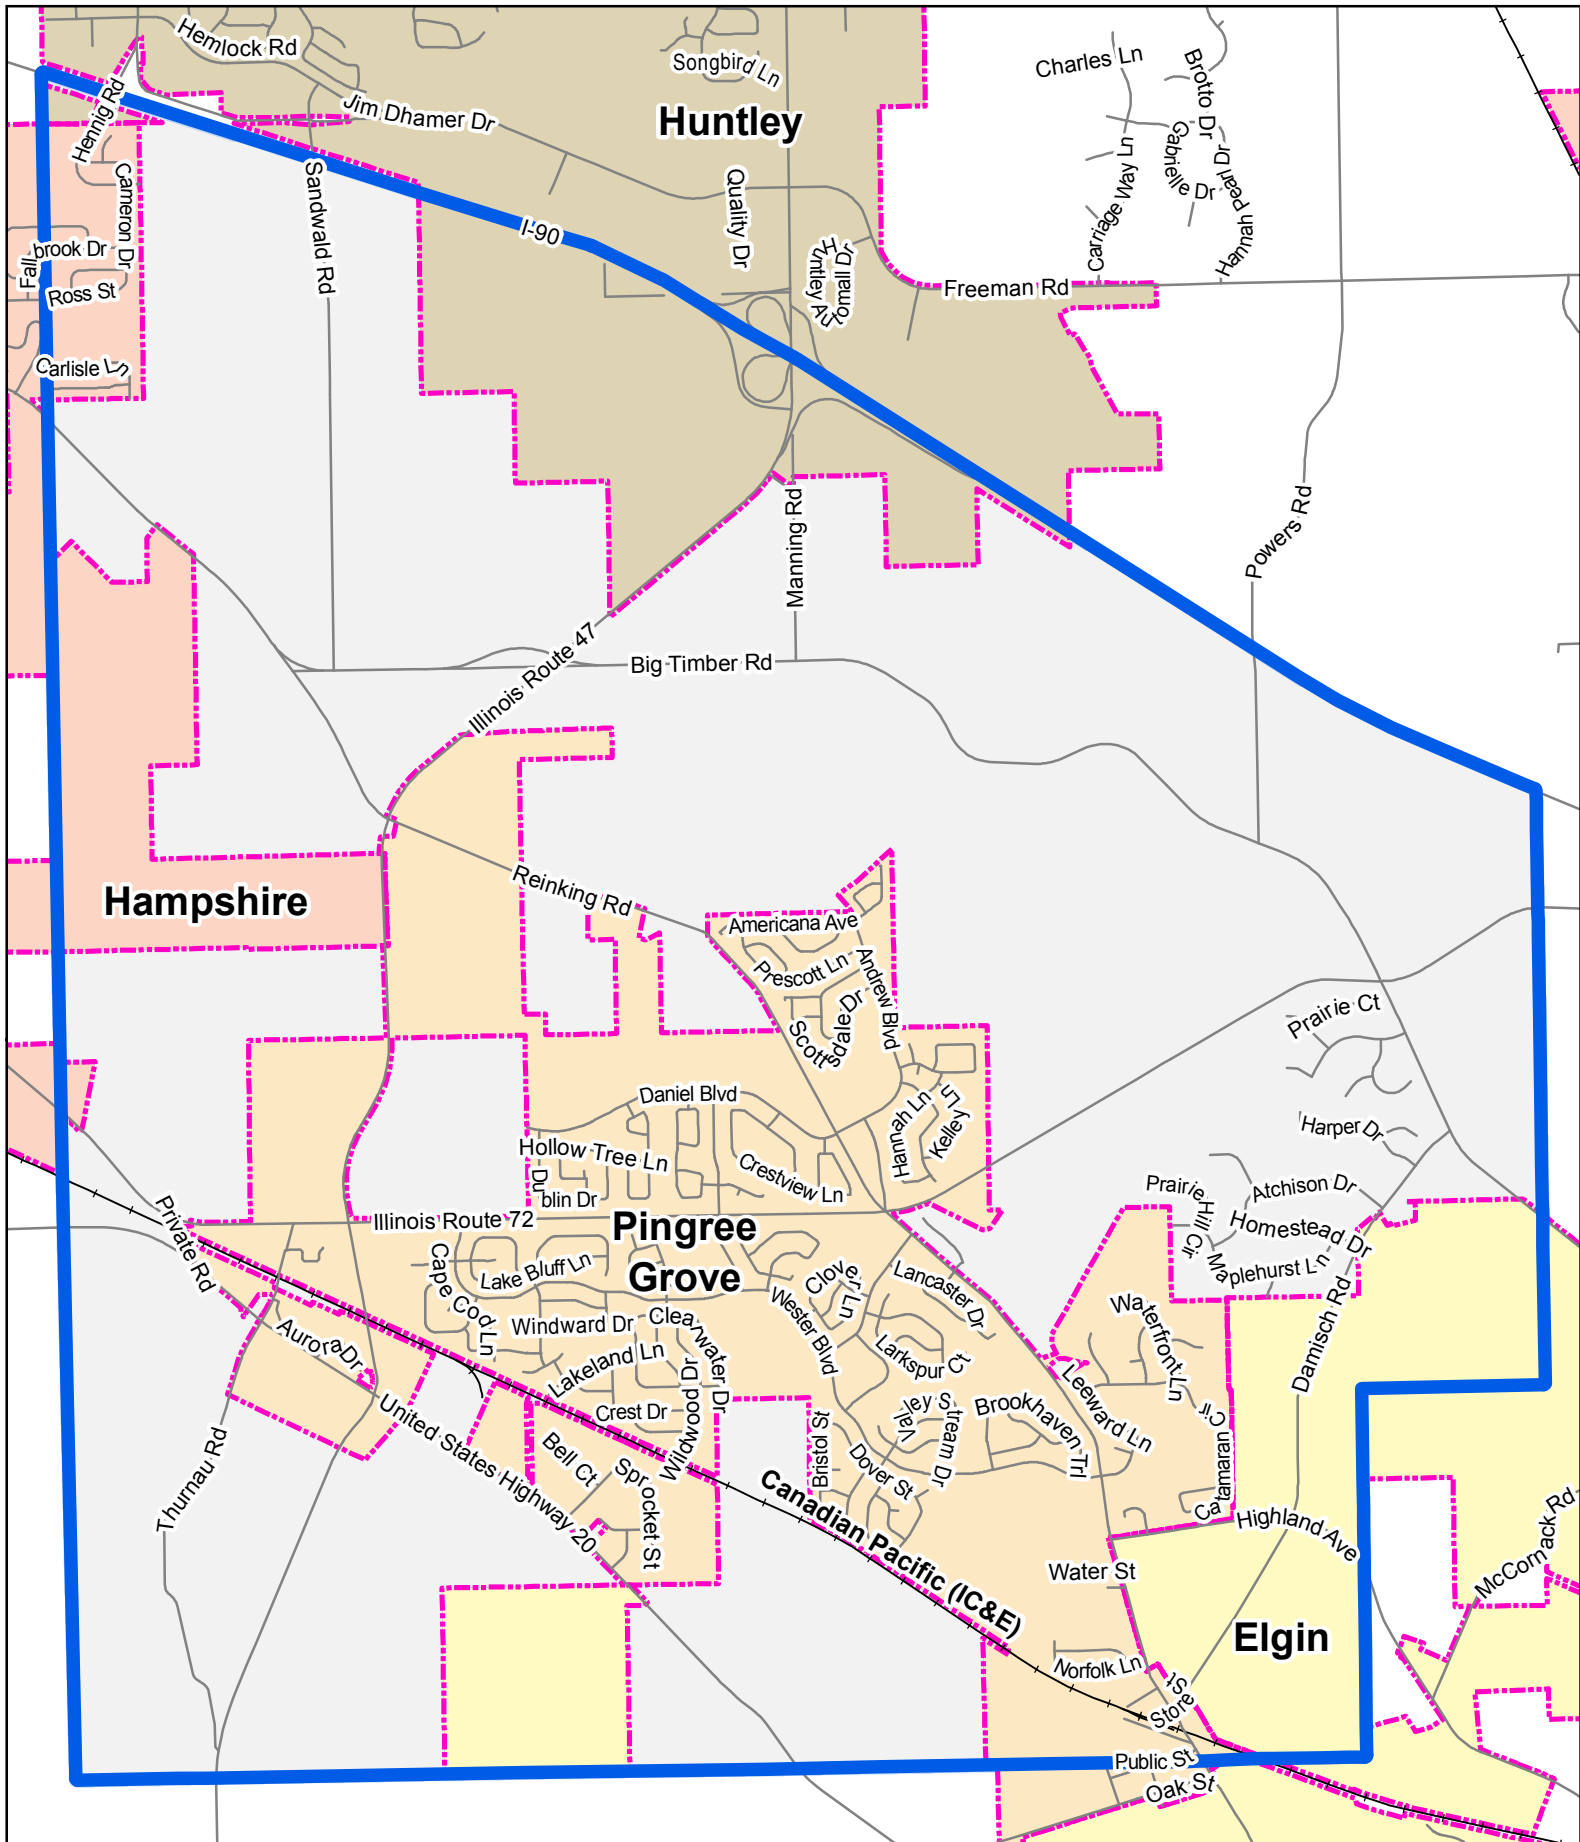 Hemlock Rd
Songbird Ln
Charles Ln
Brotto Dr
Hennig Rd
Jim Dhamer Dr
Huntley
Gabrielle Dr
Hannah Pearl Dr
Carriage Way Ln
Cameron Dr
Sandwald Rd
Quality Dr
I-90
Fallbrook Dr
Huntley Automall Dr
Ross St
Freeman Rd
Carlisle Ln
Manning Rd
Powers Rd
Illinois Route 47
Big Timber Rd
Hampshire
Reinking Rd
Americana Ave
Prescott Ln
Andrew Blvd
Scottsdale Dr
Prairie Ct
Daniel Blvd
Hannah Ln
Kelley Ln
Harper Dr
Hollow Tree Ln
Crestview Ln
Dublin Dr
Prairie Hill Cir
Atchison Dr
Illinois Route 72
Pingree
Grove
Homestead Dr
Private Rd
Cape Cod Ln
Lake Bluff Ln
Clover Ln
Lancaster Dr
Maplehurst Ln
Wester Blvd
Waterfront Ln
Damisch Rd
Aurora Dr
Windward Dr
Clearwater Dr
Larkspur Ct
Lakeland Ln
Wildwood Dr
Leeward Ln
Crest Dr
Valley Stream Dr
Brookhaven Trl
Catamaran Cir
United States Highway 20
Thurnau Rd
Bell Ct
Sprocket St
Bristol St
Dover St
Canadian Pacific (IC&E)
Highland Ave
McCornack Rd
Water St
Elgin
Norfolk Ln
Store St
Public St
Oak St